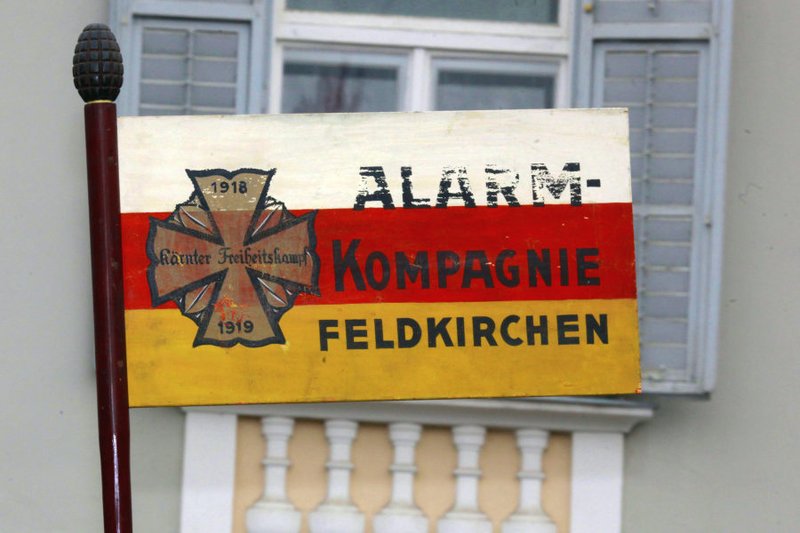 1918
Kärnter Freiheitskampf
1919
ALARM-
KOMPAGNIE
FELDKIRCHEN